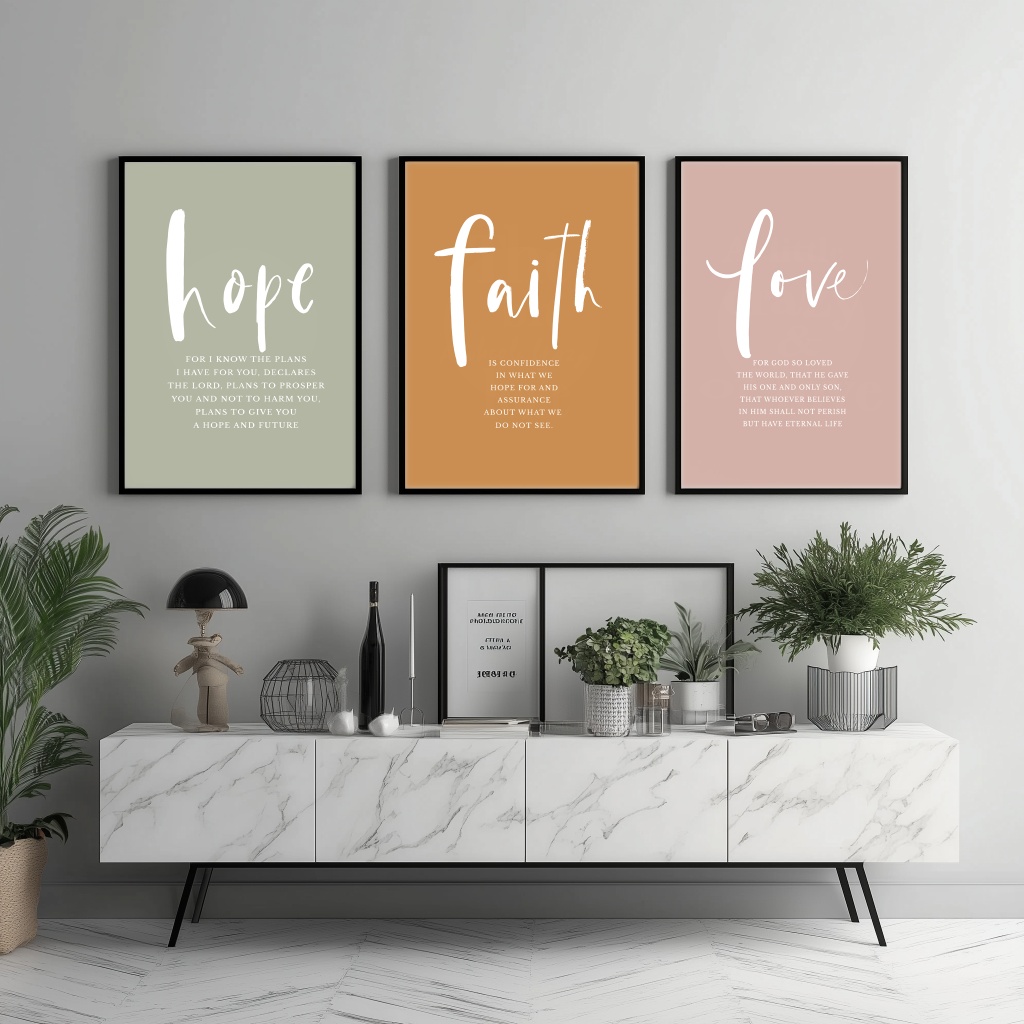 hope
FOR I KNOW THE PLANS
I HAVE FOR YOU, DECLARES
THE LORD, PLANS TO PROSPER
YOU AND NOT TO HARM YOU,
PLANS TO GIVE YOU
A HOPE AND FUTURE
faith
IS CONFIDENCE
IN WHAT WE
HOPE FOR AND
ASSURANCE
ABOUT WHAT WE
DO NOT SEE.
love
FOR GOD SO LOVED
THE WORLD, THAT HE GAVE
HIS ONE AND ONLY SON,
THAT WHOEVER BELIEVES
IN HIM SHALL NOT PERISH
BUT HAVE ETERNAL LIFE